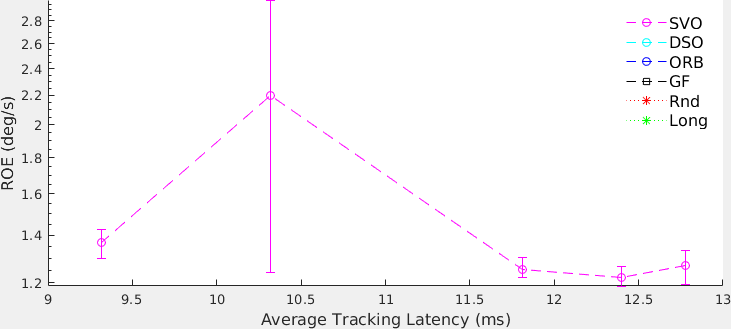 2.8
2.6
2.4
2.2
2
1.8
1.6
1.4
1.2
ROE (deg/s)
9
9.5
10
10.5
11
11.5
12
12.5
13
Average Tracking Latency (ms)
SVO
DSO
ORB
GF
Rnd
Long